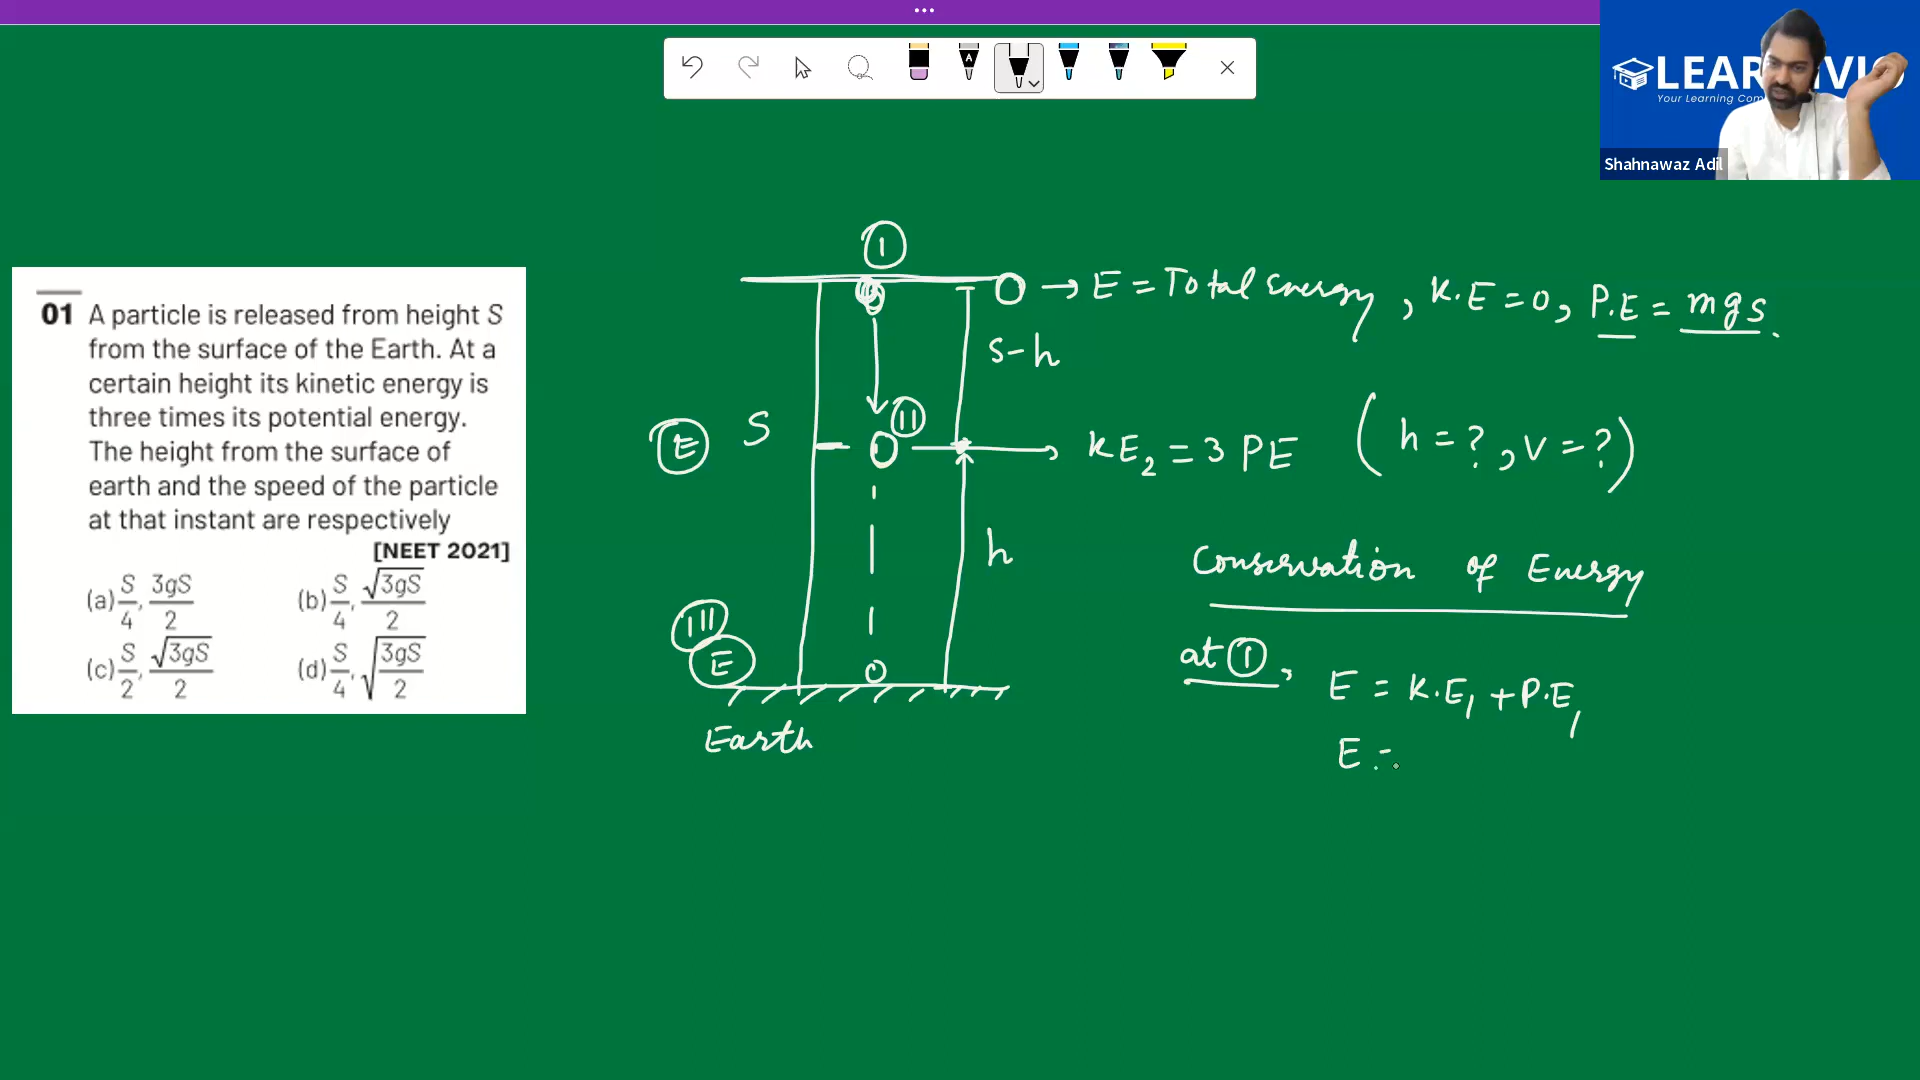 LEAR
VIO
Your Learning Com
Shahnawaz Adil
01 A particle is released from height S
from the surface of the Earth. At a
certain height its kinetic energy is
three times its potential energy.
The height from the surface of
earth and the speed of the particle
at that instant are respectively
[NEET 2021]
(a) S/4, 3gS/2 (b) S/4, √3gS/2
(c) S/2, √3gS/2 (d) S/4, √(3gS/2)
I
→ E = Total Energy, K.E = 0, P.E = mgs.
s-h
II
E S
KE₂ = 3 PE (h = ?, v = ?)
h
Conservation of Energy
III
E
at ①, E = K.E₁ + P.E₁
Earth
E =